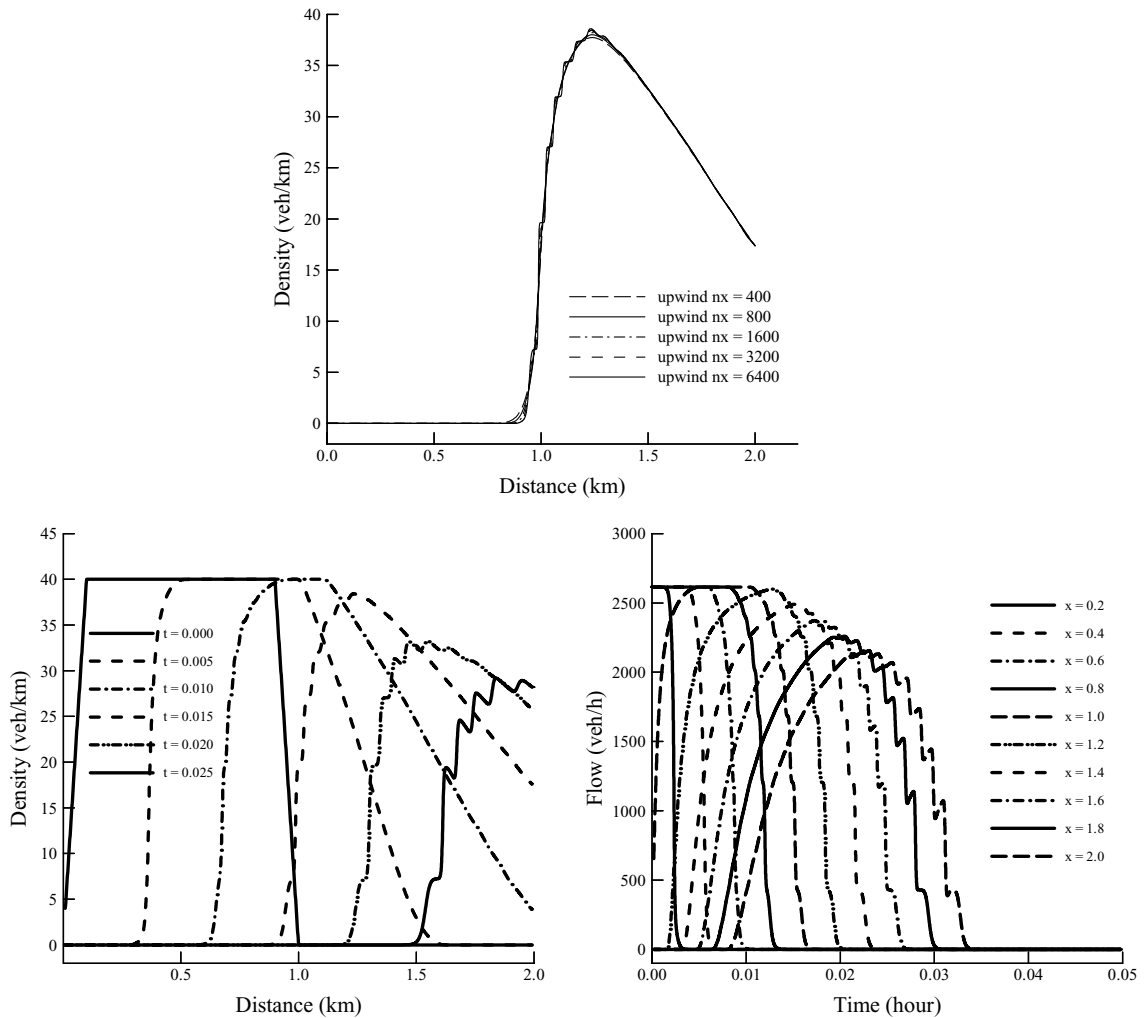 40
35
30
25
20
15
10
5
0
Density (veh/km)
upwind nx = 400
upwind nx = 800
upwind nx = 1600
upwind nx = 3200
upwind nx = 6400
0.0 0.5 1.0 1.5 2.0
Distance (km)
45
40
35
30
25
20
15
10
5
0
Density (veh/km)
t = 0.000
t = 0.005
t = 0.010
t = 0.015
t = 0.020
t = 0.025
0.5 1.0 1.5 2.0
Distance (km)
3000
2500
2000
1500
1000
500
0
Flow (veh/h)
x = 0.2
x = 0.4
x = 0.6
x = 0.8
x = 1.0
x = 1.2
x = 1.4
x = 1.6
x = 1.8
x = 2.0
0.00 0.01 0.02 0.03 0.04 0.05
Time (hour)